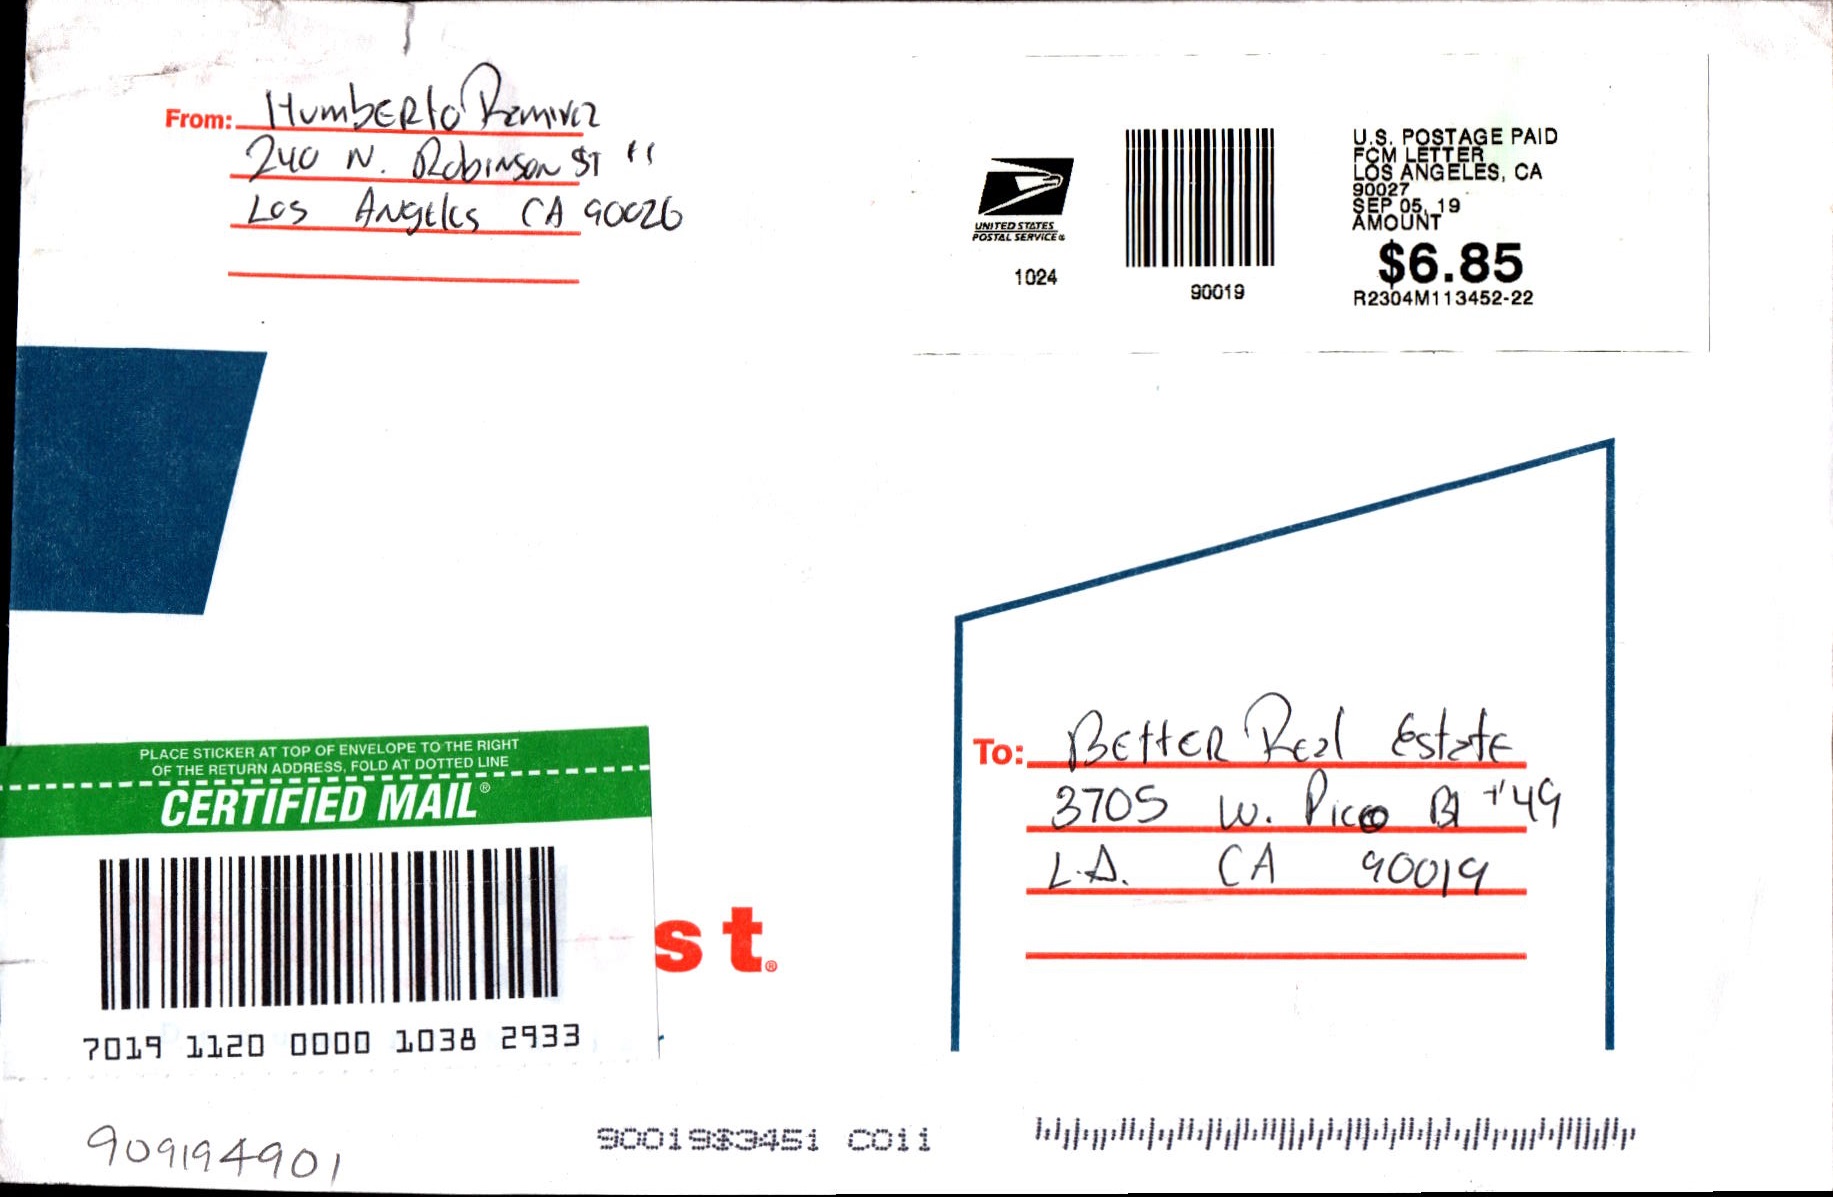 From: Humberto Ramirez
240 N. Robinson St
Los Angeles CA 90026
UNITED STATES
POSTAL SERVICE®
1024
90019
U.S. POSTAGE PAID
FCM LETTER
LOS ANGELES, CA
90027
SEP 05, 19
AMOUNT
$6.85
R2304M113452-22
To: Better Real Estate
3705 W. Pico Bl #49
L.A. CA 90019
PLACE STICKER AT TOP OF ENVELOPE TO THE RIGHT
OF THE RETURN ADDRESS, FOLD AT DOTTED LINE
CERTIFIED MAIL®
st®
7019 1120 0000 1038 2933
909194901
C011